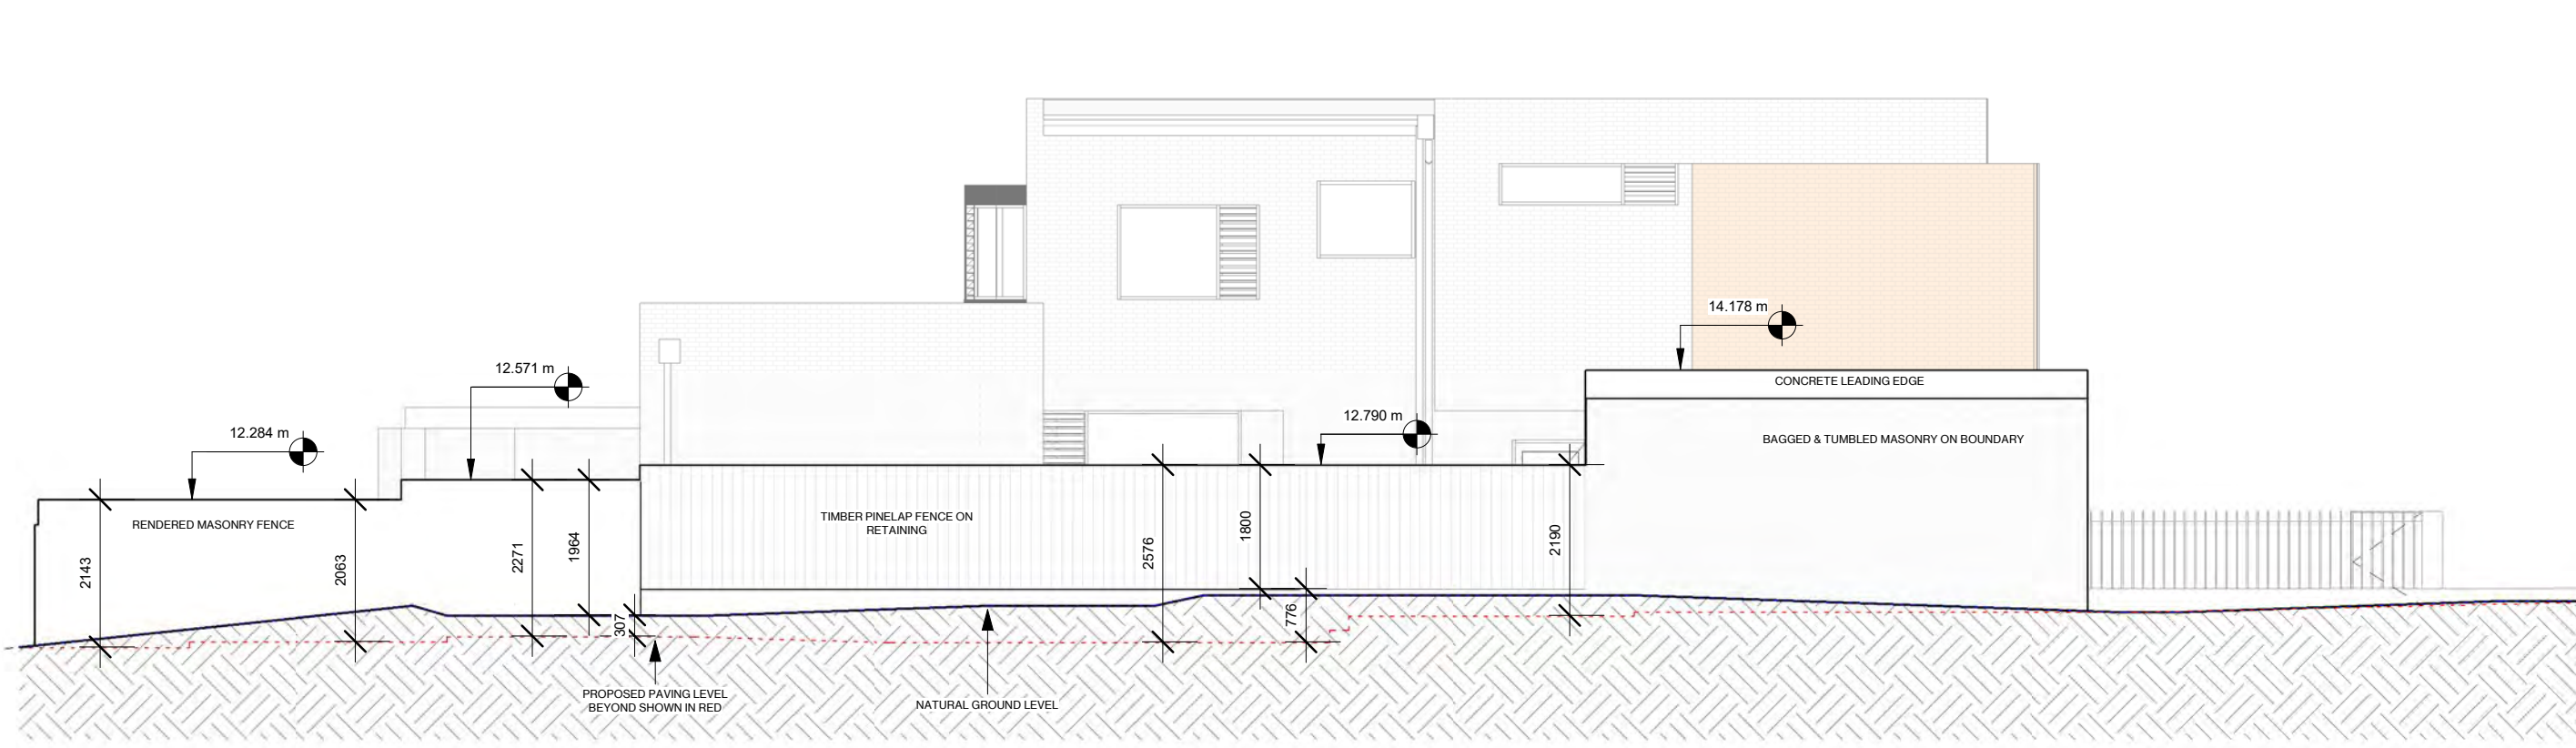 14.178 m
12.571 m
CONCRETE LEADING EDGE
12.790 m
12.284 m
BAGGED & TUMBLED MASONRY ON BOUNDARY
RENDERED MASONRY FENCE
TIMBER PINELAP FENCE ON
RETAINING
2143
2063
2271
1964
2576
1800
2190
307
776
PROPOSED PAVING LEVEL
BEYOND SHOWN IN RED
NATURAL GROUND LEVEL